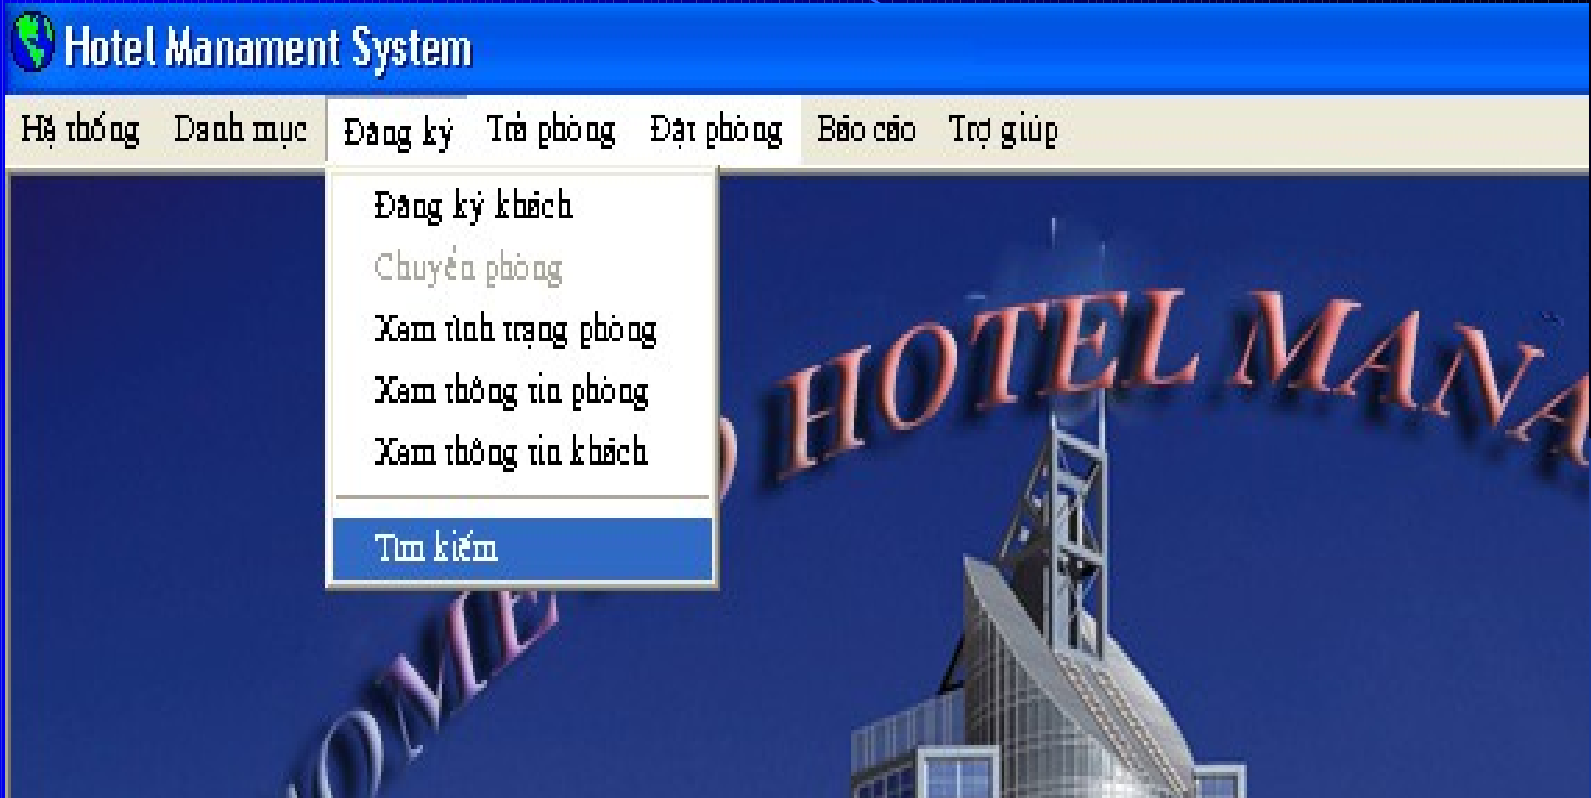 Hotel Manament System
Hệ thống Danh mục Đăng ký Trả phòng Đặt phòng Báo cáo Trợ giúp
Đăng ký khách
Chuyển phòng
Xem tình trạng phòng
Xem thông tin phòng
Xem thông tin khách
Tìm kiếm
OME HOTEL MANA